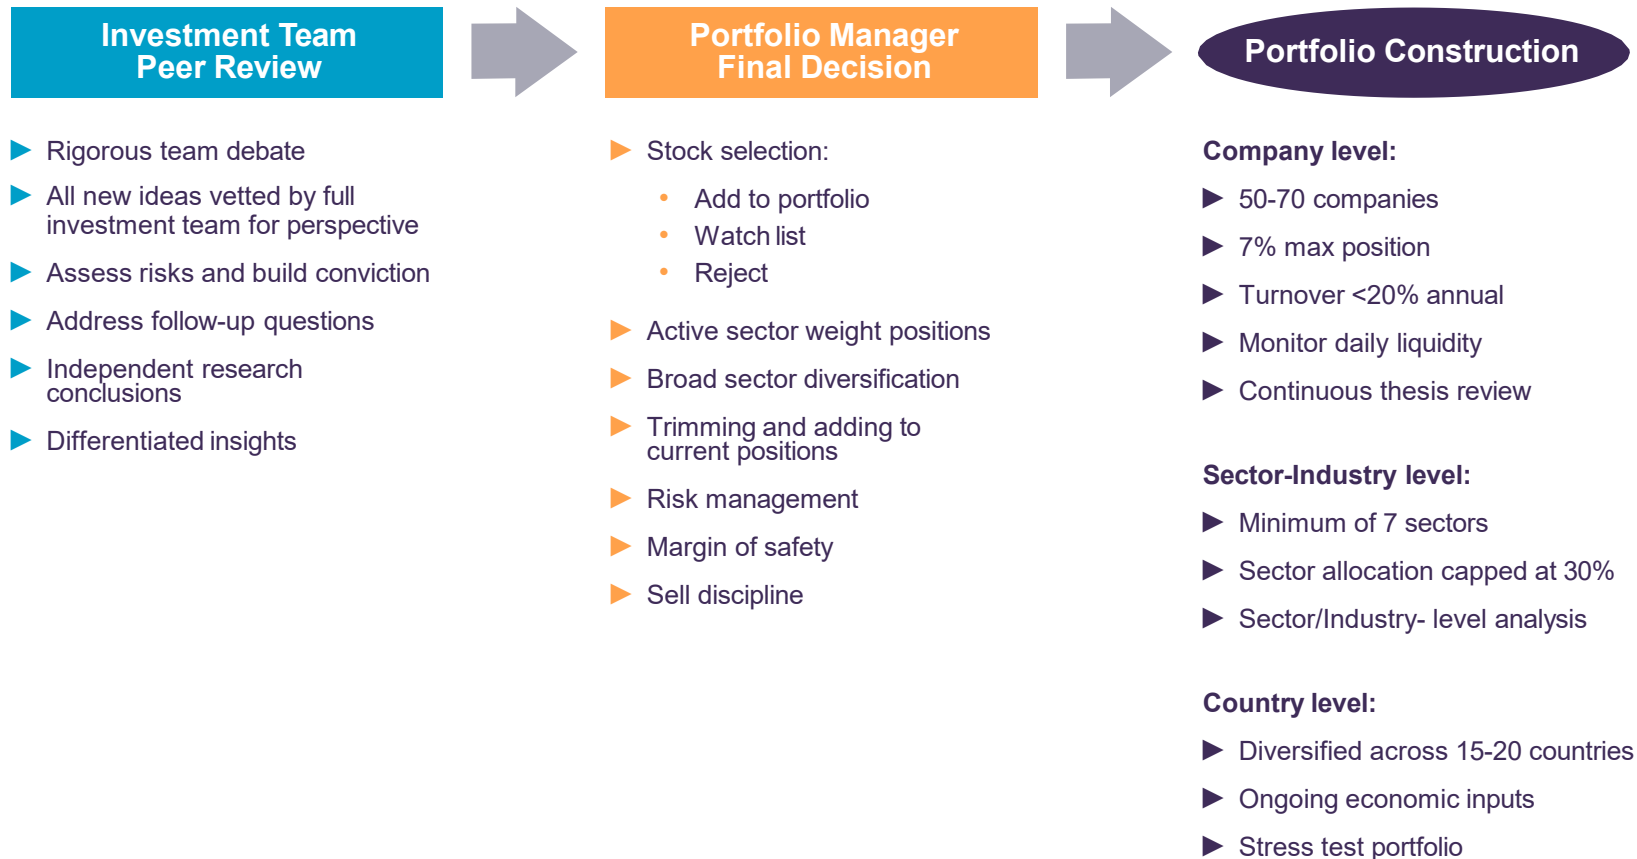 Investment Team
Peer Review
Rigorous team debate
All new ideas vetted by full
investment team for perspective
Assess risks and build conviction
Address follow-up questions
Independent research
conclusions
Differentiated insights
Portfolio Manager
Final Decision
Stock selection:
Add to portfolio
Watch list
Reject
Active sector weight positions
Broad sector diversification
Trimming and adding to
current positions
Risk management
Margin of safety
Sell discipline
Portfolio Construction
Company level:
50-70 companies
7% max position
Turnover <20% annual
Monitor daily liquidity
Continuous thesis review
Sector-Industry level:
Minimum of 7 sectors
Sector allocation capped at 30%
Sector/Industry- level analysis
Country level:
Diversified across 15-20 countries
Ongoing economic inputs
Stress test portfolio